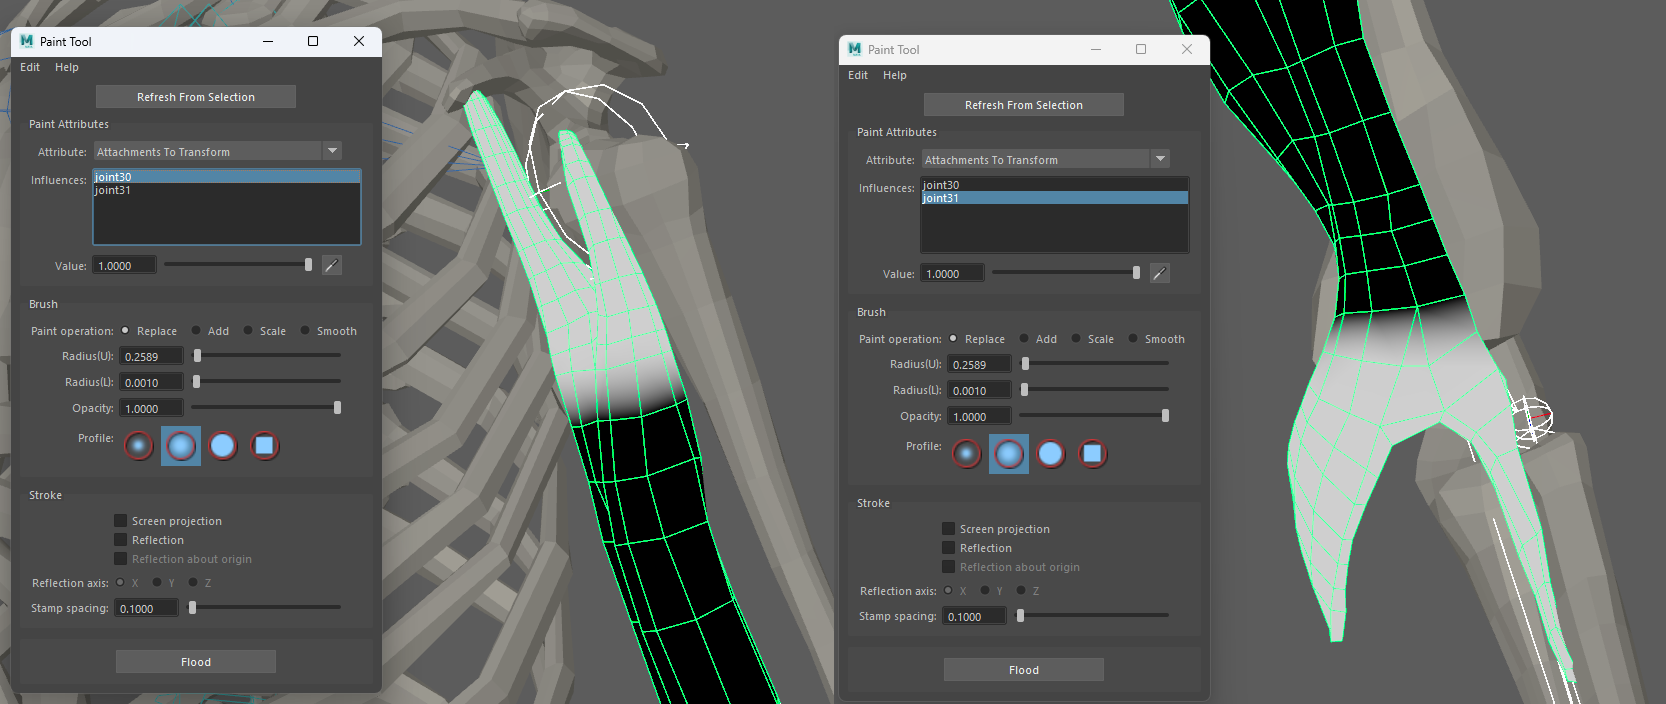 Paint Tool
Edit Help
Refresh From Selection
Paint Attributes
Attribute: Attachments To Transform
Influences: joint30
joint31
Value: 1.0000
Brush
Paint operation: Replace Add Scale Smooth
Radius(U): 0.2589
Radius(L): 0.0010
Opacity: 1.0000
Profile:
Stroke
Screen projection
Reflection
Reflection about origin
Reflection axis: X Y Z
Stamp spacing: 0.1000
Flood
Paint Tool
Edit Help
Refresh From Selection
Paint Attributes
Attribute: Attachments To Transform
Influences: joint30
joint31
Value: 1.0000
Brush
Paint operation: Replace Add Scale Smooth
Radius(U): 0.2589
Radius(L): 0.0010
Opacity: 1.0000
Profile:
Stroke
Screen projection
Reflection
Reflection about origin
Reflection axis: X Y Z
Stamp spacing: 0.1000
Flood